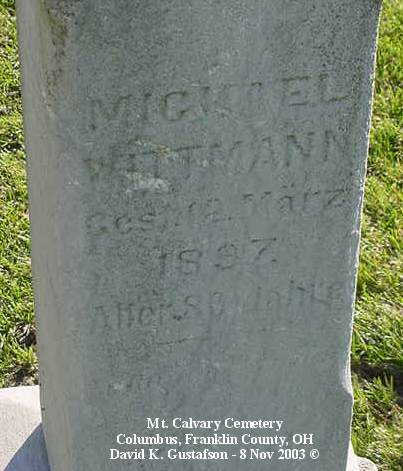 MICHAEL
WITTMANN
Gest. 12. März
1897
Alter. 80 Jahre
Mt. Calvary Cemetery
Columbus, Franklin County, OH
David K. Gustafson - 8 Nov 2003 ©